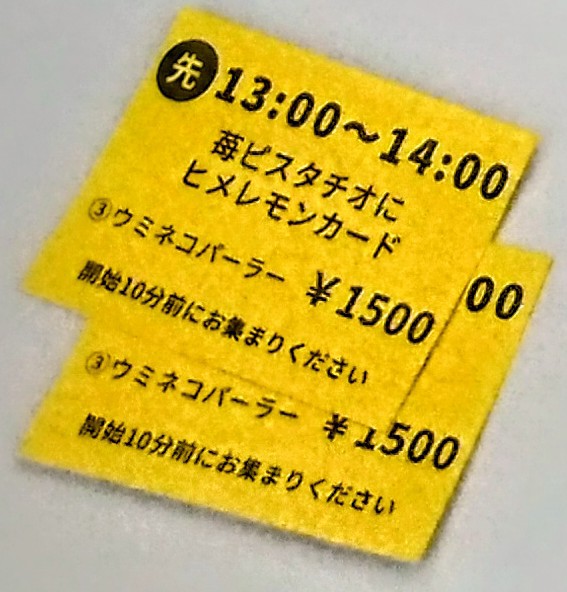 先 13:00～14:00
苺ピスタチオに
ヒメレモンカード
③ウミネコパーラー ￥1500
開始10分前にお集まりください
00
③ウミネコパーラー ￥1500
開始10分前にお集まりください